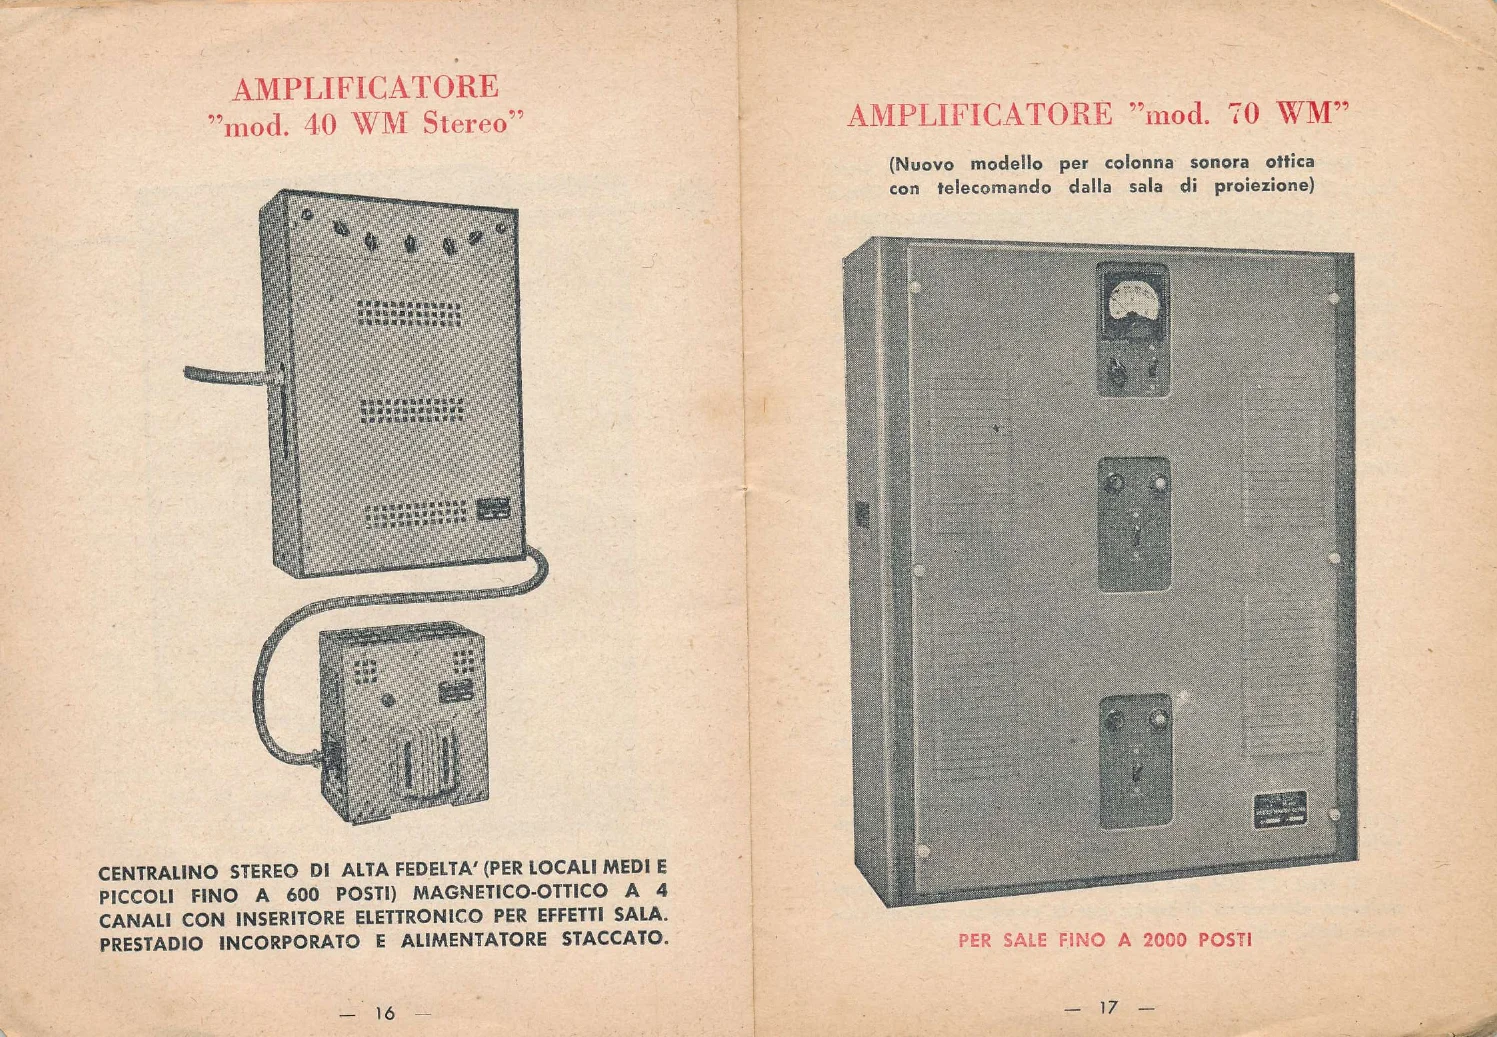 AMPLIFICATORE
”mod. 40 WM Stereo”
CENTRALINO STEREO DI ALTA FEDELTA’ (PER LOCALI MEDI E
PICCOLI FINO A 600 POSTI) MAGNETICO-OTTICO A 4
CANALI CON INSERITORE ELETTRONICO PER EFFETTI SALA.
PRESTADIO INCORPORATO E ALIMENTATORE STACCATO.
— 16 —
AMPLIFICATORE ”mod. 70 WM”
(Nuovo modello per colonna sonora ottica
con telecomando dalla sala di proiezione)
PER SALE FINO A 2000 POSTI
— 17 —